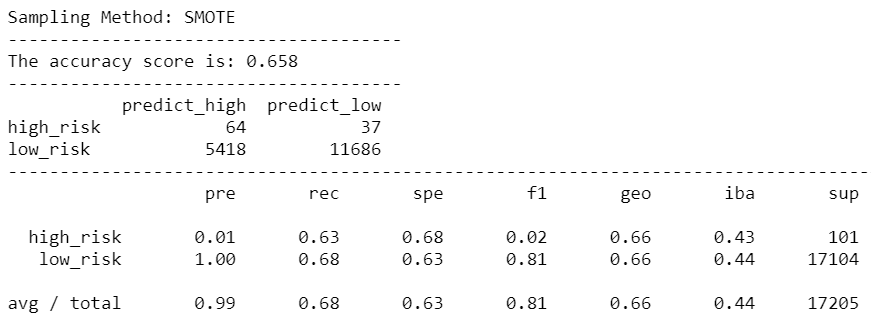 Sampling Method: SMOTE
--------------------------------------
The accuracy score is: 0.658
--------------------------------------
predict_high predict_low
high_risk 64 37
low_risk 5418 11686
-----------------------------------------------------------------------------------
pre rec spe f1 geo iba sup
high_risk 0.01 0.63 0.68 0.02 0.66 0.43 101
low_risk 1.00 0.68 0.63 0.81 0.66 0.44 17104
avg / total 0.99 0.68 0.63 0.81 0.66 0.44 17205